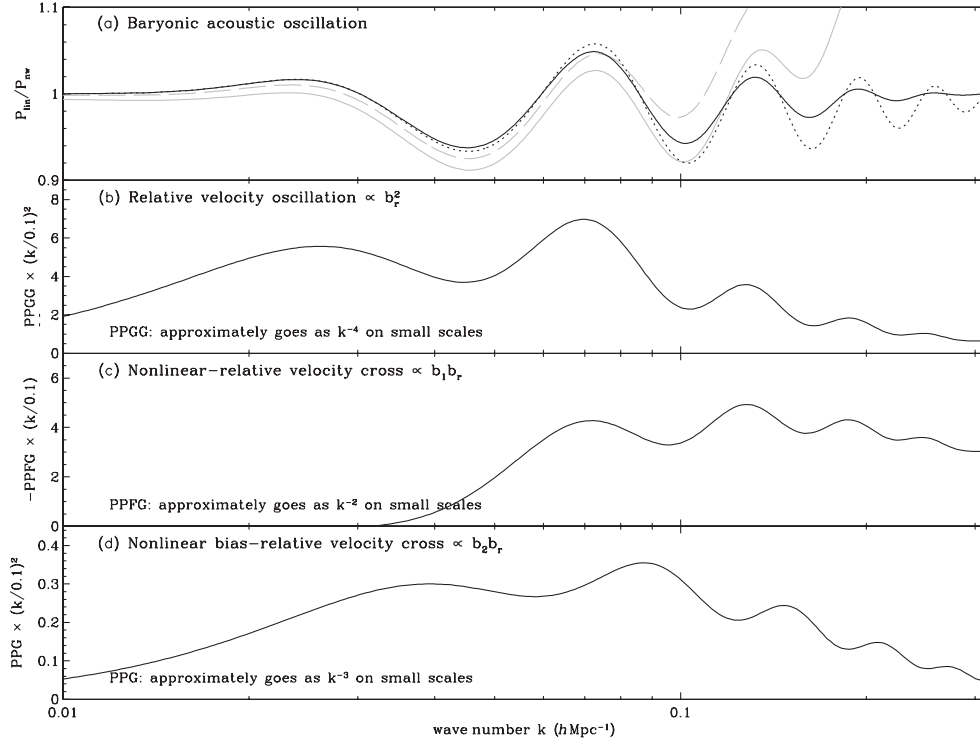 1.1
(a) Baryonic acoustic oscillation
P_lin/P_nw
1
0.9
(b) Relative velocity oscillation ∝ b_r^2
8
6
4
2
0
PPGG × (k/0.1)²
PPGG: approximately goes as k⁻⁴ on small scales
(c) Nonlinear−relative velocity cross ∝ b₁b_r
6
4
2
0
−PPFG × (k/0.1)
PPFG: approximately goes as k⁻² on small scales
(d) Nonlinear bias−relative velocity cross ∝ b₂b_r
0.4
0.3
0.2
0.1
0
PPG × (k/0.1)²
PPG: approximately goes as k⁻³ on small scales
0.01 0.1
wave number k (hMpc⁻¹)